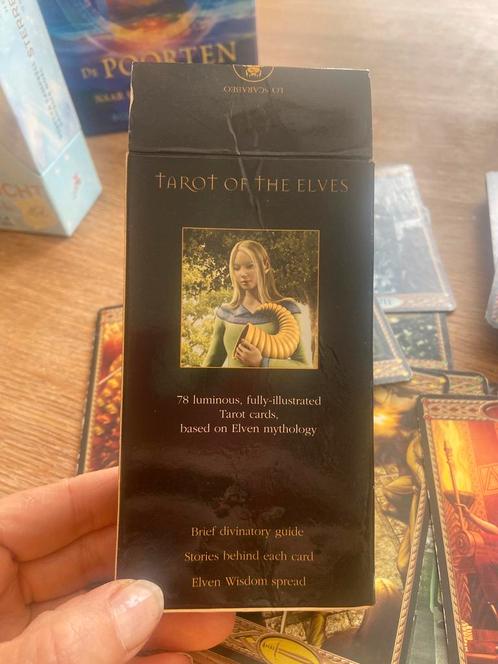 DE POORTEN
NAAR
LO SCARABEO
TAROT OF THE ELVES
78 luminous, fully-illustrated
Tarot cards,
based on Elven mythology
Brief divinatory guide
Stories behind each card
Elven Wisdom spread